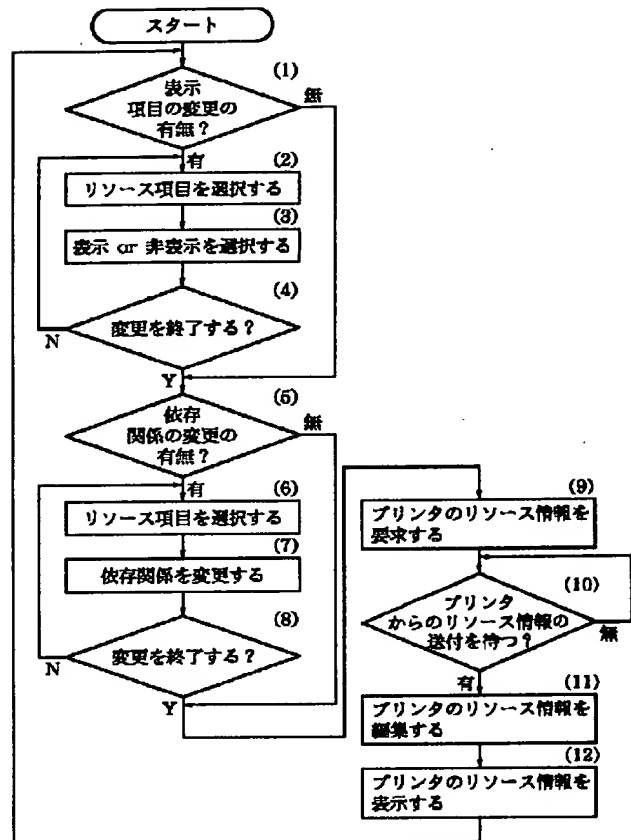 スタート
(1)
表示
項目の変更の
有無？
無
有
(2)
リソース項目を選択する
(3)
表示 or 非表示を選択する
(4)
変更を終了する？
N
Y
(5)
依存
関係の変更の
有無？
無
有
(6)
リソース項目を選択する
(7)
依存関係を変更する
(8)
変更を終了する？
N
Y
(9)
プリンタのリソース情報を
要求する
(10)
プリンタ
からのリソース情報の
送付を待つ？
無
有
(11)
プリンタのリソース情報を
編集する
(12)
プリンタのリソース情報を
表示する